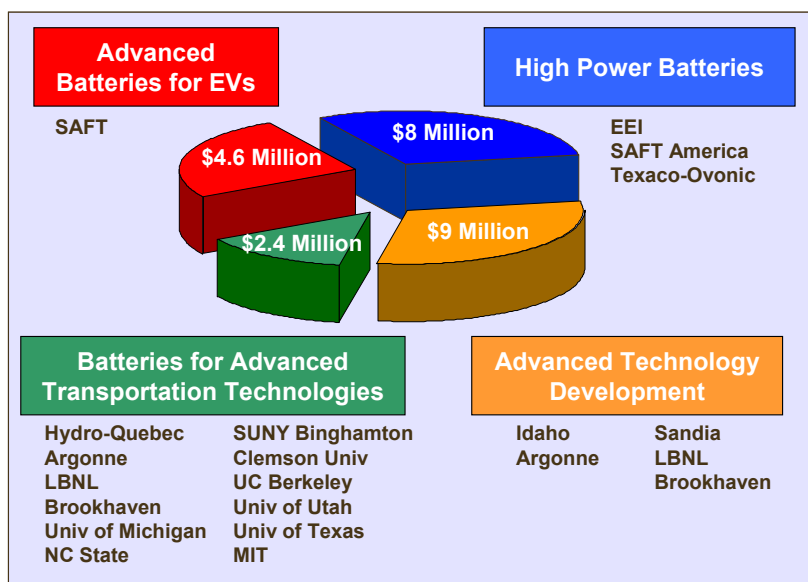 Advanced
Batteries for EVs
High Power Batteries
SAFT
EEI
SAFT America
Texaco-Ovonic
$4.6 Million
$8 Million
$2.4 Million
$9 Million
Batteries for Advanced
Transportation Technologies
Advanced Technology
Development
Hydro-Quebec
Argonne
LBNL
Brookhaven
Univ of Michigan
NC State
SUNY Binghamton
Clemson Univ
UC Berkeley
Univ of Utah
Univ of Texas
MIT
Idaho
Argonne
Sandia
LBNL
Brookhaven